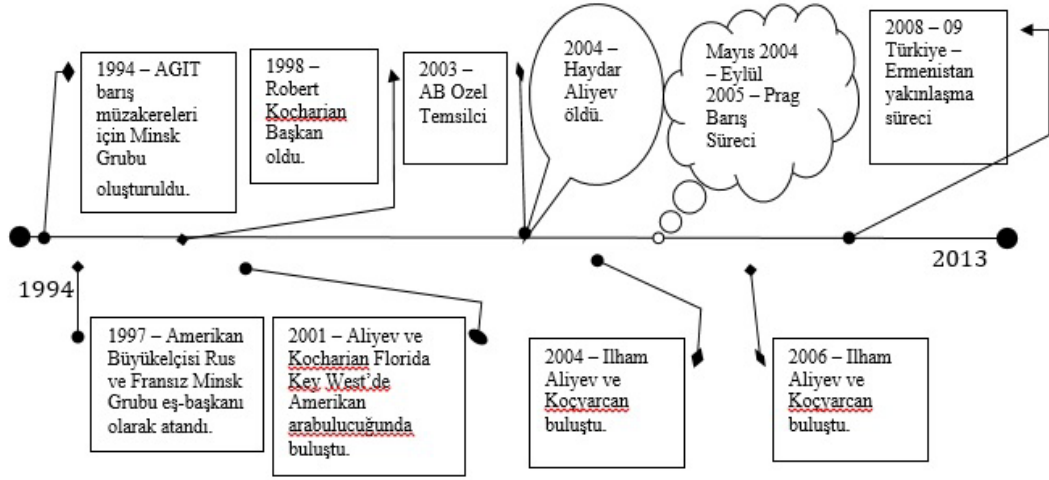 1994 – AGIT
barış
müzakereleri
için Minsk
Grubu
oluşturuldu.
1998 –
Robert
Kocharian
Başkan
oldu.
2003 –
AB Ozel
Temsilci
2004 –
Haydar
Aliyev
öldü.
Mayıs 2004
– Eylül
2005 – Prag
Barış
Süreci
2008 – 09
Türkiye –
Ermenistan
yakınlaşma
süreci
1994
2013
1997 – Amerikan
Büyükelçisi Rus
ve Fransız Minsk
Grubu eş-başkanı
olarak atandı.
2001 – Aliyev ve
Kocharian Florida
Key West’de
Amerikan
arabulucuğunda
buluştu.
2004 – Ilham
Aliyev ve
Koçyarcan
buluştu.
2006 – Ilham
Aliyev ve
Koçyarcan
buluştu.